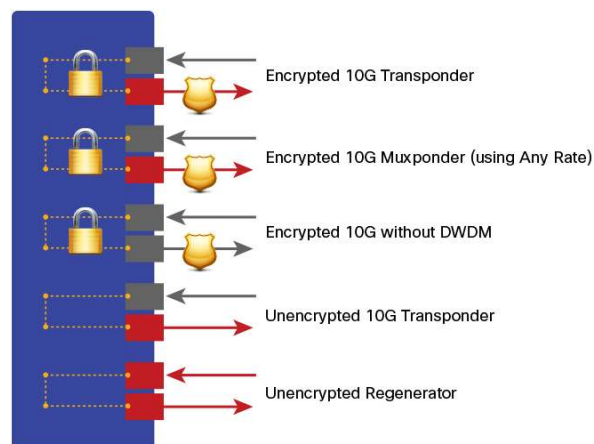 Encrypted 10G Transponder
Encrypted 10G Muxponder (using Any Rate)
Encrypted 10G without DWDM
Unencrypted 10G Transponder
Unencrypted Regenerator